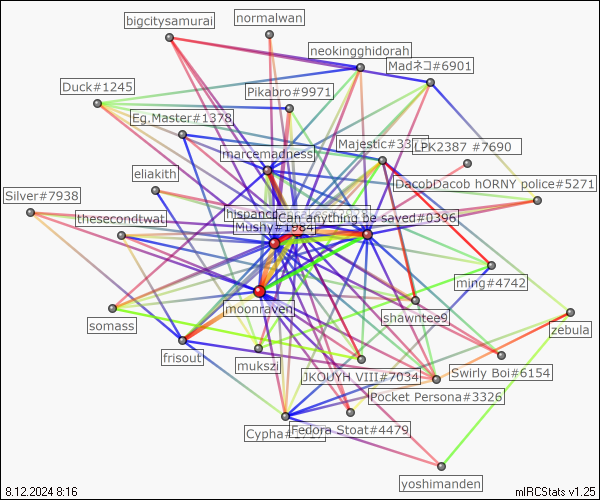 normalwan
bigcitysamurai
neokingghidorah
Madネコ#6901
Duck#1245
Pikabro#9971
Eg.Master#1378
Majestic#33
LPK2387 #7690
marcemadness
eliakith
DacobDacob hORNY police#5271
Silver#7938
thesecondtwat
Can anything be saved#0396
Mushy#1984
ming#4742
moonraven
somass
shawntee9
zebula
frisout
mukszi
JKOUYH VIII#7034
Swirly Boi#6154
Pocket Persona#3326
Fedora Stoat#4479
yoshimanden
8.12.2024 8:16
mIRCStats v1.25